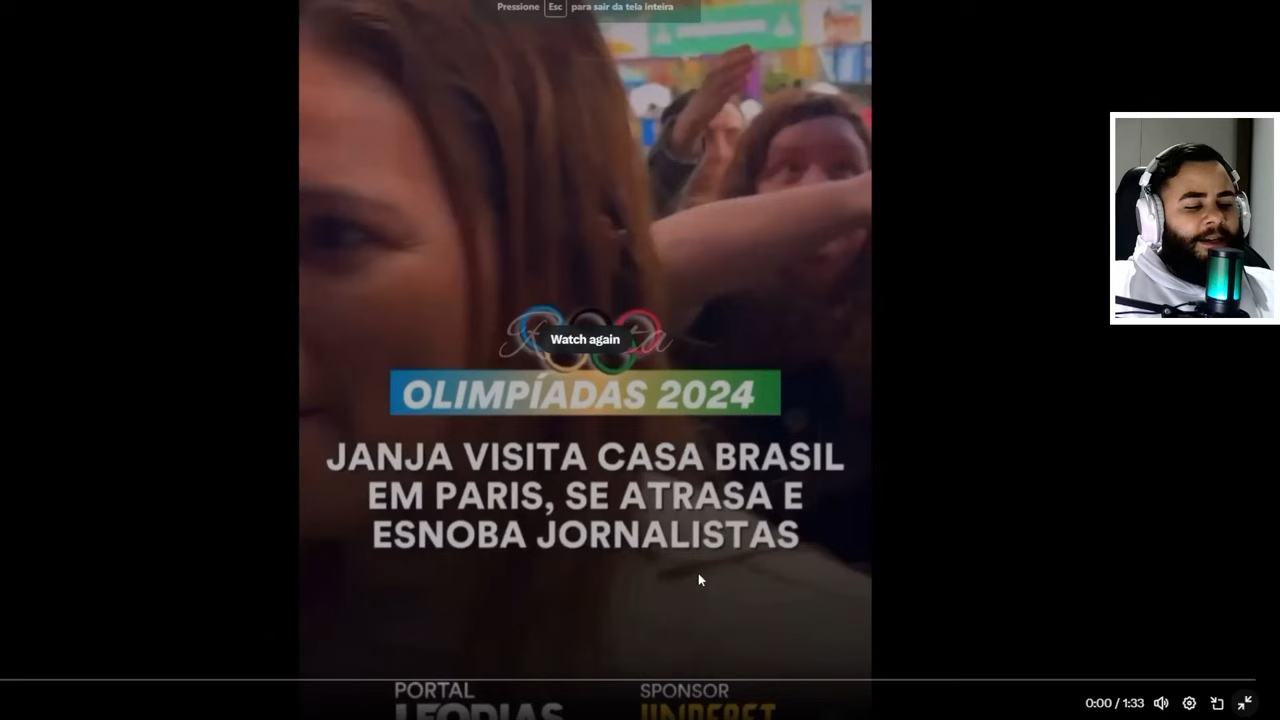 Pressione Esc para sair da tela inteira
Watch again
OLIMPÍADAS 2024
JANJA VISITA CASA BRASIL
EM PARIS, SE ATRASA E
ESNOBA JORNALISTAS
PORTAL
LEODIAS
SPONSOR
0:00 / 1:33